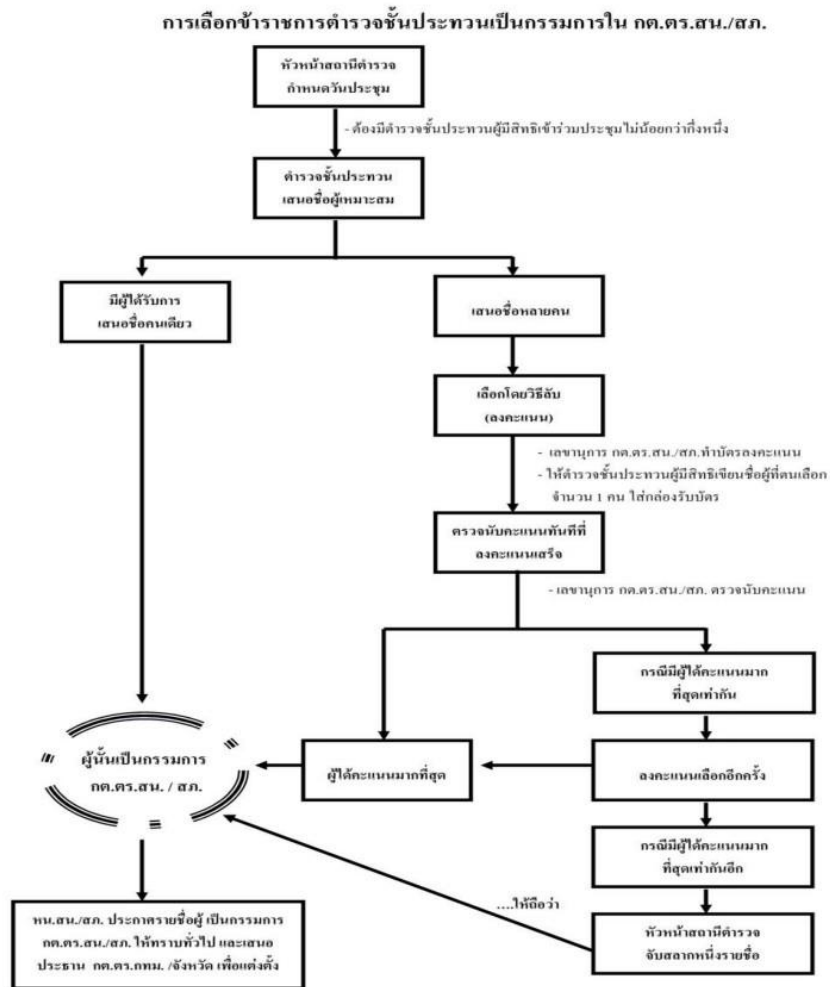 การเลือกข้าราชการตำรวจชั้นประทวนเป็นกรรมการใน กต.ตร.สน./สภ.
หัวหน้าสถานีตำรวจ
กำหนดวันประชุม
- ต้องมีตำรวจชั้นประทวนผู้มีสิทธิเข้าร่วมประชุมไม่น้อยกว่ากึ่งหนึ่ง
ตำรวจชั้นประทวน
เสนอชื่อผู้เหมาะสม
มีผู้ได้รับการ
เสนอชื่อคนเดียว
เสนอชื่อหลายคน
เลือกโดยวิธีลับ
(ลงคะแนน)
- เลขานุการ กต.ตร.สน./สภ.ทำบัตรลงคะแนน
- ให้ตำรวจชั้นประทวนผู้มีสิทธิเขียนชื่อผู้ที่ตนเลือก
จำนวน 1 คน ใส่กล่องรับบัตร
ตรวจนับคะแนนทันทีที่
ลงคะแนนเสร็จ
- เลขานุการ กต.ตร.สน./สภ. ตรวจนับคะแนน
กรณีมีผู้ได้คะแนนมาก
ที่สุดเท่ากัน
ผู้นั้นเป็นกรรมการ
กต.ตร.สน. / สภ.
ผู้ได้คะแนนมากที่สุด
ลงคะแนนเลือกอีกครั้ง
กรณีมีผู้ได้คะแนนมาก
ที่สุดเท่ากันอีก
....ให้ถือว่า
หน.สน./สภ. ประกาศรายชื่อผู้ เป็นกรรมการ
กต.ตร.สน./สภ. ให้ทราบทั่วไป และเสนอ
ประธาน กต.ตร.กทม. /จังหวัด เพื่อแต่งตั้ง
หัวหน้าสถานีตำรวจ
จับสลากหนึ่งรายชื่อ